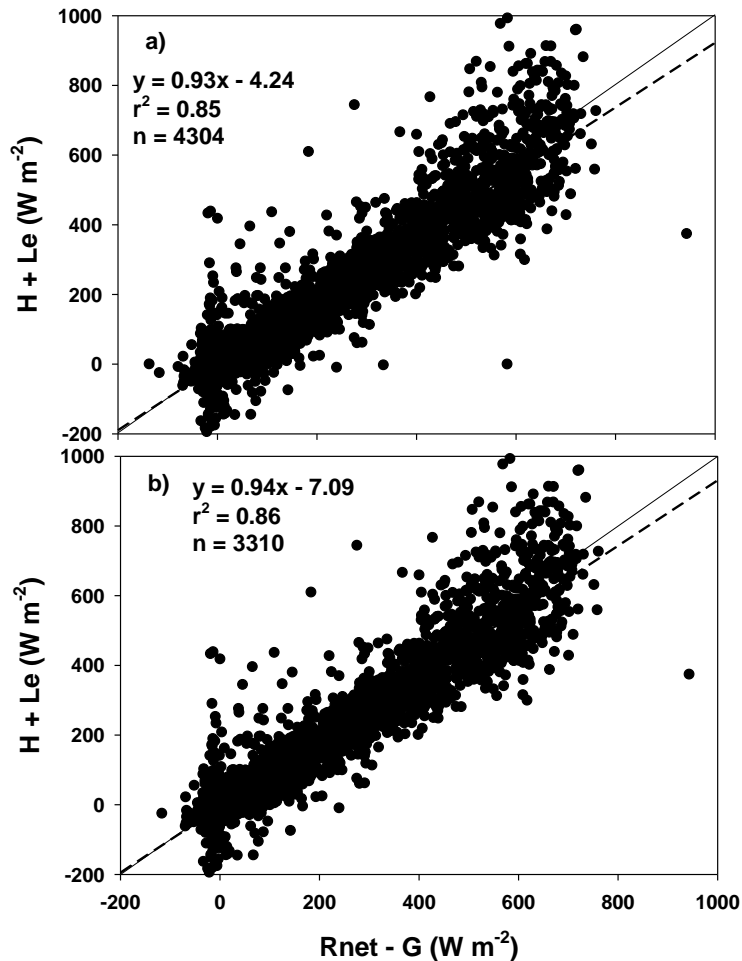 a)
y = 0.93x - 4.24
r² = 0.85
n = 4304
H + Le (W m⁻²)
1000
800
600
400
200
0
-200
b)
y = 0.94x - 7.09
r² = 0.86
n = 3310
H + Le (W m⁻²)
1000
800
600
400
200
0
-200
-200 0 200 400 600 800 1000
Rnet - G (W m⁻²)